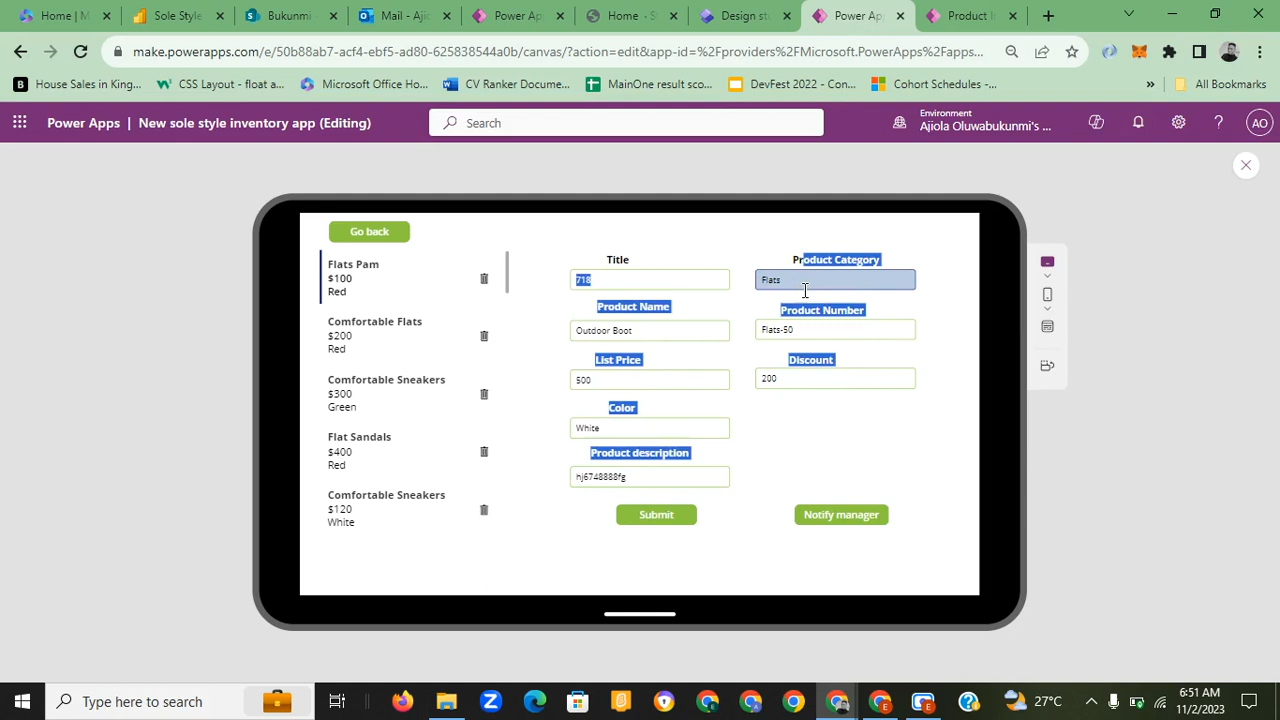 Home | M
Sole Style
Bukunmi -
Mail - Ajic
Power Ap
Home - S
Design st
Power Ap
Product I
make.powerapps.com/e/50b88ab7-acf4-ebf5-ad80-625838544a0b/canvas/?action=edit&app-id=%2Fproviders%2FMicrosoft.PowerApps%2Fapps...
House Sales in King...
CSS Layout - float a...
Microsoft Office Ho...
CV Ranker Docume...
MainOne result sco...
DevFest 2022 - Con...
Cohort Schedules -...
» All Bookmarks
Power Apps | New sole style inventory app (Editing)
Search
Environment
Ajiola Oluwabukunmi's ...
AO
Go back
Flats Pam
$100
Red
Comfortable Flats
$200
Red
Comfortable Sneakers
$300
Green
Flat Sandals
$400
Red
Comfortable Sneakers
$120
White
Title
718
Product Name
Outdoor Boot
List Price
500
Color
White
Product description
hj6748888fg
Submit
Product Category
Flats
Product Number
Flats-50
Discount
200
Notify manager
Type here to search
27°C
6:51 AM
11/2/2023